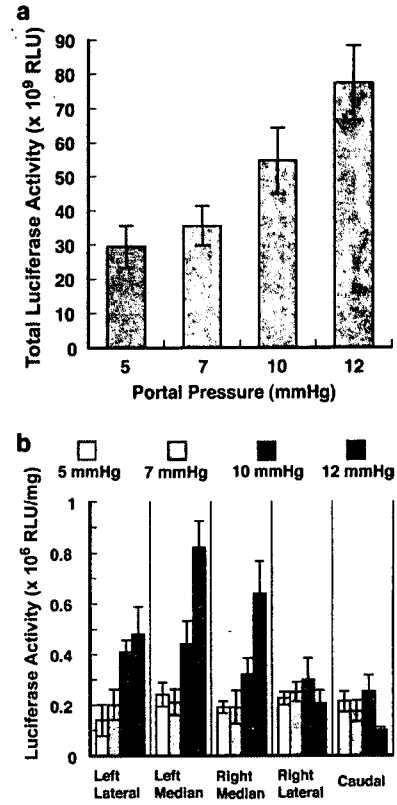 a
Total Luciferase Activity (x 10⁹ RLU)
90
80
70
60
50
40
30
20
10
0
5 7 10 12
Portal Pressure (mmHg)
b
5 mmHg 7 mmHg 10 mmHg 12 mmHg
Luciferase Activity (x 10⁶ RLU/mg)
1
0.8
0.6
0.4
0.2
0
Left Lateral
Left Median
Right Median
Right Lateral
Caudal